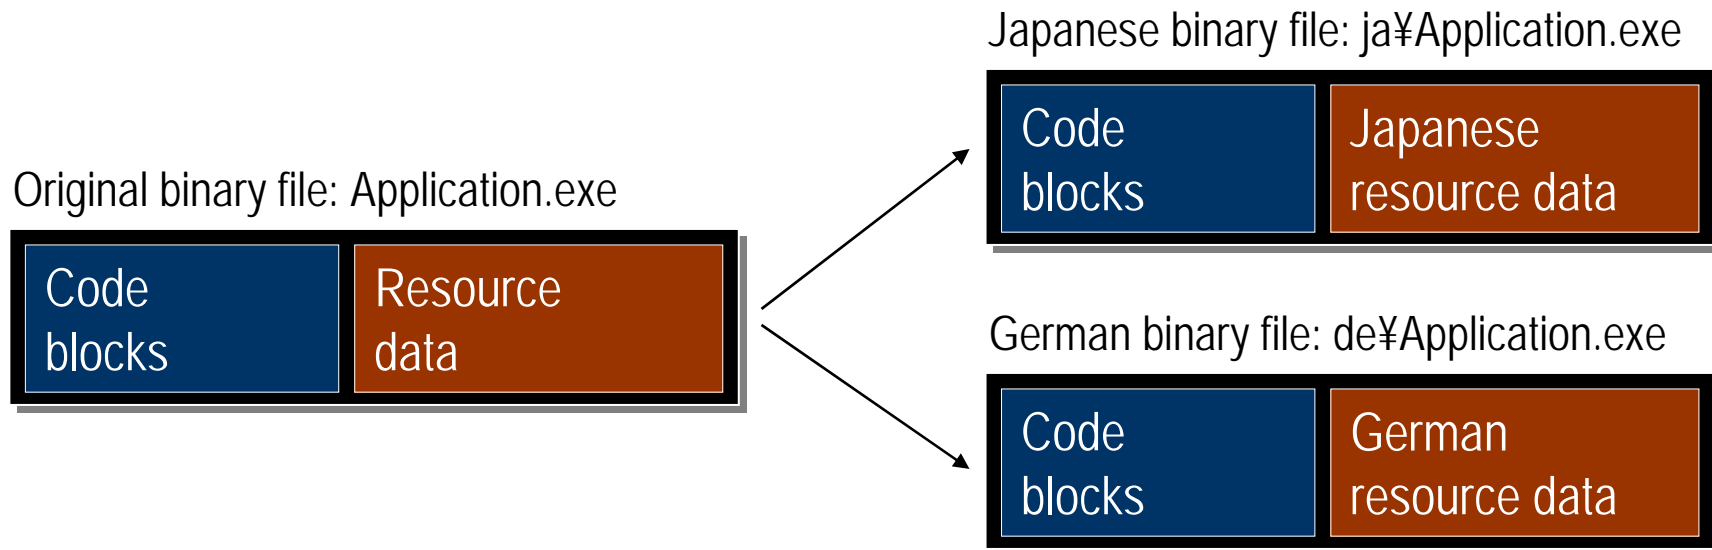 Original binary file: Application.exe
Code
blocks
Resource
data
Japanese binary file: ja¥Application.exe
Code
blocks
Japanese
resource data
German binary file: de¥Application.exe
Code
blocks
German
resource data